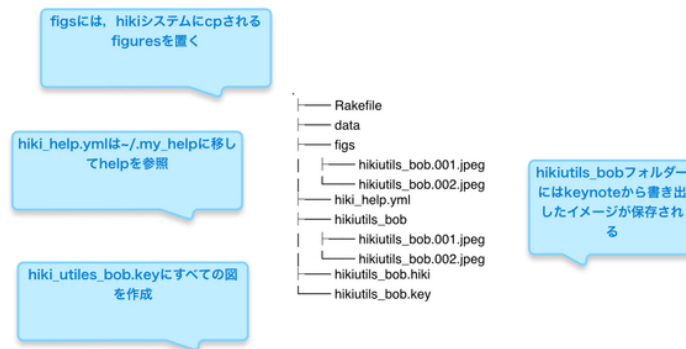 figsには，hikiシステムにcpされる
figuresを置く
hiki_help.ymlは~/.my_helpに移し
てhelpを参照
hiki_utiles_bob.keyにすべての図
を作成
.
├── Rakefile
├── data
├── figs
│   ├── hikiutils_bob.001.jpeg
│   └── hikiutils_bob.002.jpeg
├── hiki_help.yml
├── hikiutils_bob
│   ├── hikiutils_bob.001.jpeg
│   └── hikiutils_bob.002.jpeg
├── hikiutils_bob.hiki
└── hikiutils_bob.key
hikiutils_bobフォルダー
にはkeynoteから書き出
したイメージが保存され
る